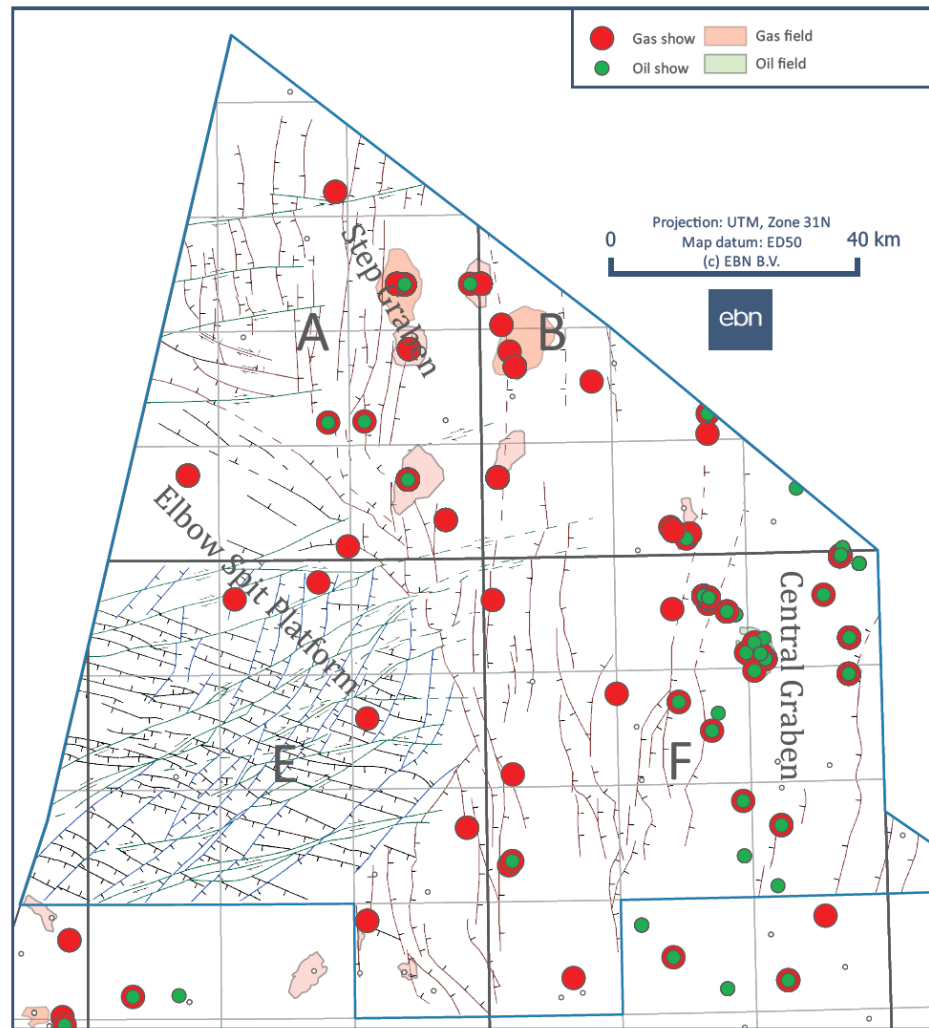 Gas show
Gas field
Oil show
Oil field
Projection: UTM, Zone 31N
Map datum: ED50
(c) EBN B.V.
0
40 km
ebn
Step Graben
A
B
Elbow Spit Platform
Central Graben
E
F